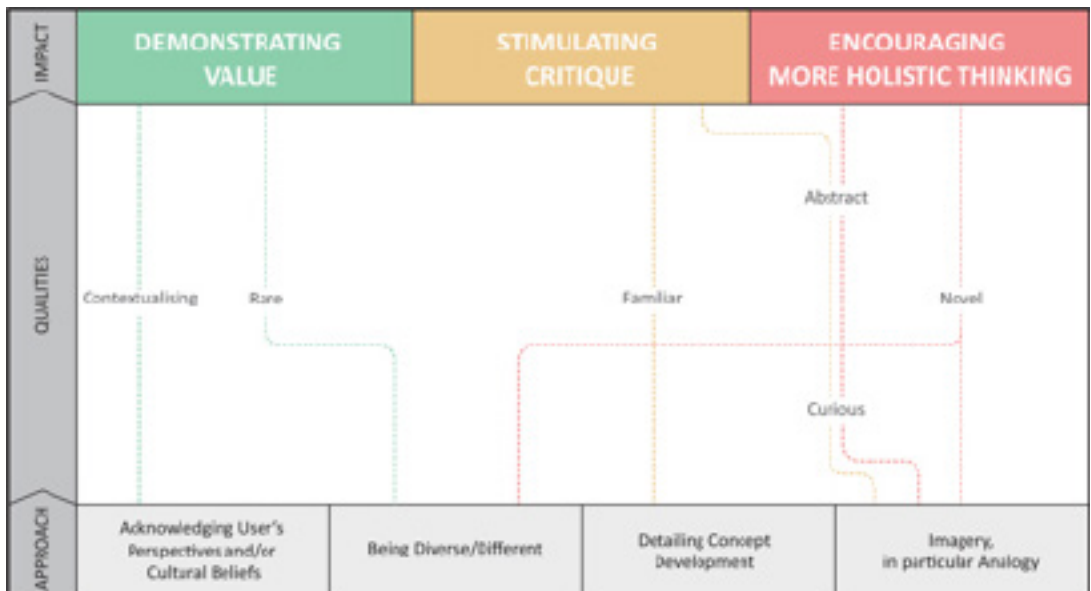 IMPACT
DEMONSTRATING
VALUE
STIMULATING
CRITIQUE
ENCOURAGING
MORE HOLISTIC THINKING
QUALITIES
Abstract
Contextualising
Rare
Familiar
Novel
Curious
APPROACH
Acknowledging User's
Perspectives and/or
Cultural Beliefs
Being Diverse/Different
Detailing Concept
Development
Imagery,
in particular Analogy